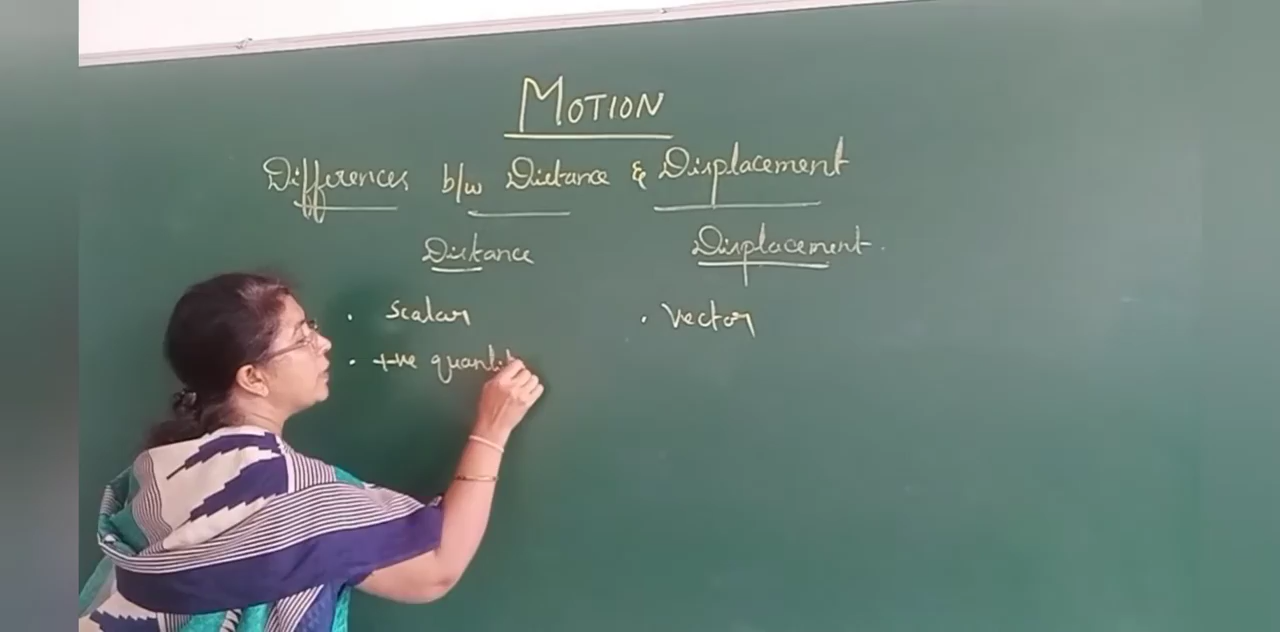 MOTION
Differences b/w Distance & Displacement
Distance Displacement.
· Scalar · Vector
· +ve quantit